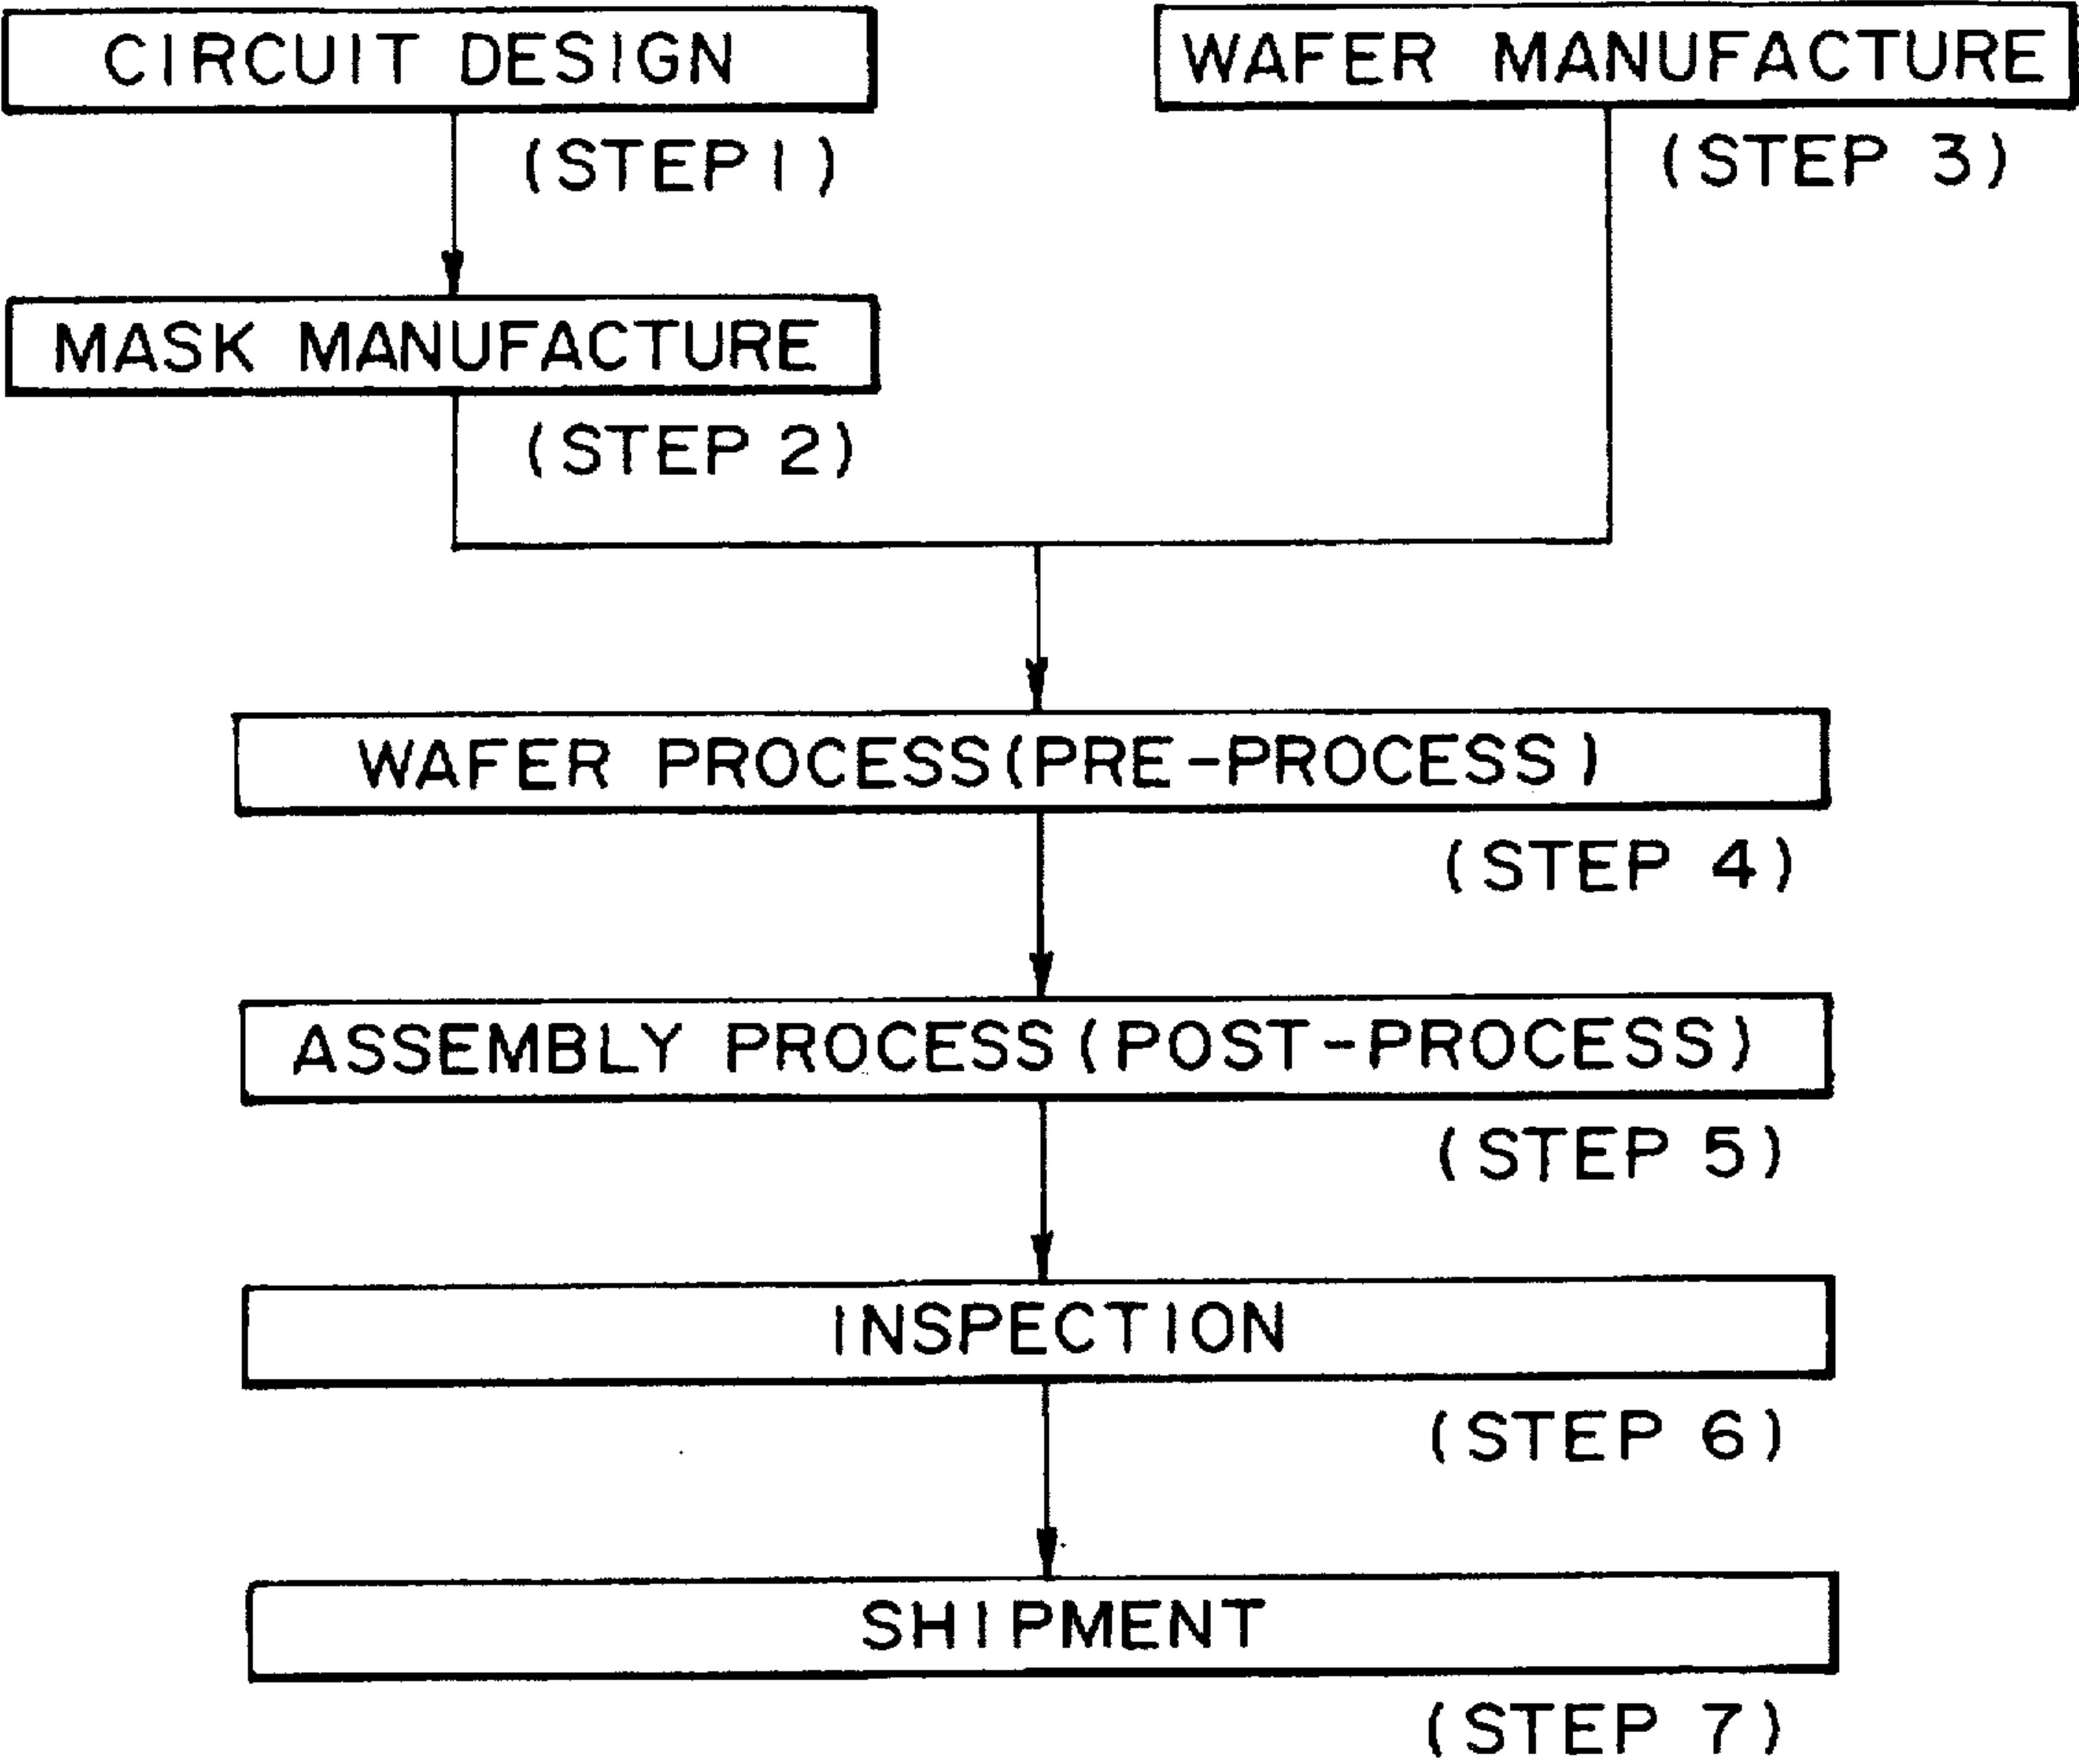 CIRCUIT DESIGN
(STEP 1)
WAFER MANUFACTURE
(STEP 3)
MASK MANUFACTURE
(STEP 2)
WAFER PROCESS(PRE-PROCESS)
(STEP 4)
ASSEMBLY PROCESS(POST-PROCESS)
(STEP 5)
INSPECTION
(STEP 6)
SHIPMENT
(STEP 7)